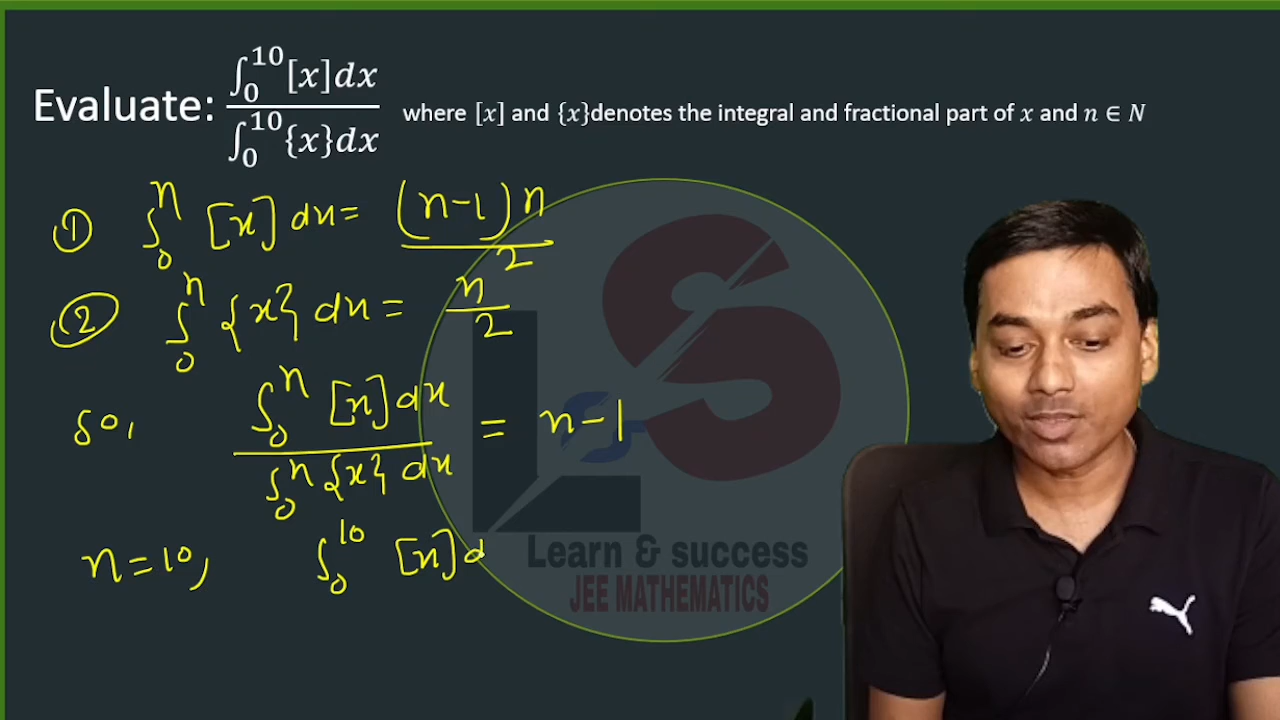 Evaluate: ∫₀¹⁰[x]dx / ∫₀¹⁰{x}dx where [x] and {x}denotes the integral and fractional part of x and n ∈ N
① ∫₀ⁿ [x] dx = (n-1)n / 2
② ∫₀ⁿ {x} dx = n / 2
so, ∫₀ⁿ [x] dx / ∫₀ⁿ {x} dx = n-1
n=10, ∫₀¹⁰ [x] d
LS
Learn & success
JEE MATHEMATICS